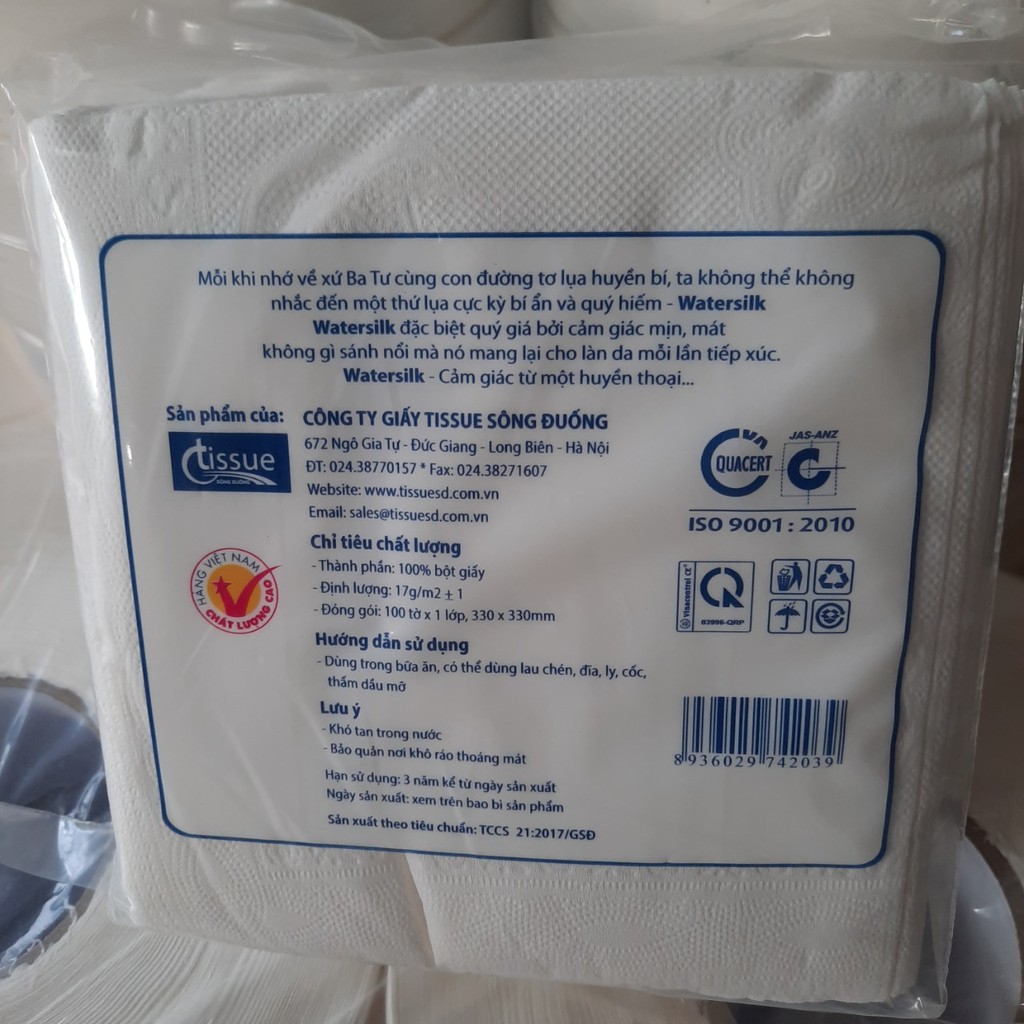 Mỗi khi nhớ về xứ Ba Tư cùng con đường tơ lụa huyền bí, ta không thể không
nhắc đến một thứ lụa cực kỳ bí ẩn và quý hiếm - Watersilk
Watersilk đặc biệt quý giá bởi cảm giác mịn, mát
không gì sánh nổi mà nó mang lại cho làn da mỗi lần tiếp xúc.
Watersilk - Cảm giác từ một huyền thoại...
Sản phẩm của: CÔNG TY GIẤY TISSUE SÔNG ĐUỐNG
tissue
SÔNG ĐUỐNG
672 Ngô Gia Tự - Đức Giang - Long Biên - Hà Nội
ĐT: 024.38770157 * Fax: 024.38271607
Website: www.tissuesd.com.vn
Email: sales@tissuesd.com.vn
QUACERT
JAS-ANZ
ISO 9001 : 2010
HÀNG VIỆT NAM
CHẤT LƯỢNG CAO
Chỉ tiêu chất lượng
- Thành phần: 100% bột giấy
- Định lượng: 17g/m2 ± 1
- Đóng gói: 100 tờ x 1 lớp, 330 x 330mm
Vinacontrol CE
03996-QRP
Hướng dẫn sử dụng
- Dùng trong bữa ăn, có thể dùng lau chén, đĩa, ly, cốc,
thấm dầu mỡ
Lưu ý
- Khó tan trong nước
- Bảo quản nơi khô ráo thoáng mát
Hạn sử dụng: 3 năm kể từ ngày sản xuất
Ngày sản xuất: xem trên bao bì sản phẩm
Sản xuất theo tiêu chuẩn: TCCS 21:2017/GSĐ
8 936029 742039